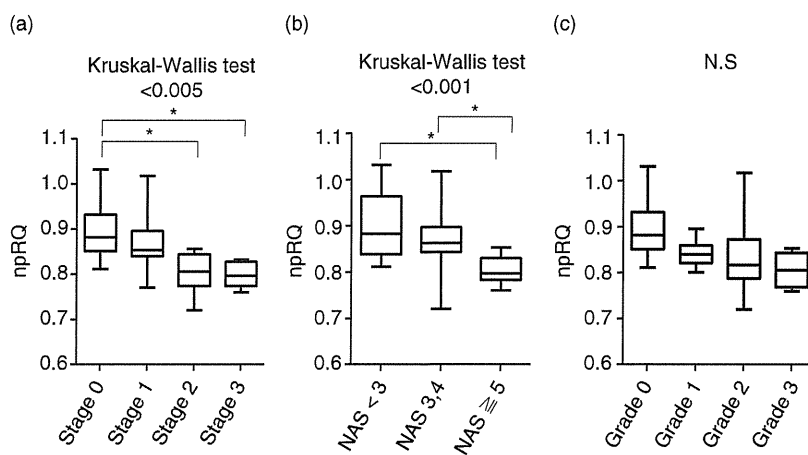 (a)
Kruskal-Wallis test
<0.005
*
*
npRQ
1.1
1.0
0.9
0.8
0.7
0.6
Stage 0
Stage 1
Stage 2
Stage 3
(b)
Kruskal-Wallis test
<0.001
*
*
npRQ
1.1
1.0
0.9
0.8
0.7
0.6
NAS < 3
NAS 3,4
NAS ≧ 5
(c)
N.S
npRQ
1.1
1.0
0.9
0.8
0.7
0.6
Grade 0
Grade 1
Grade 2
Grade 3